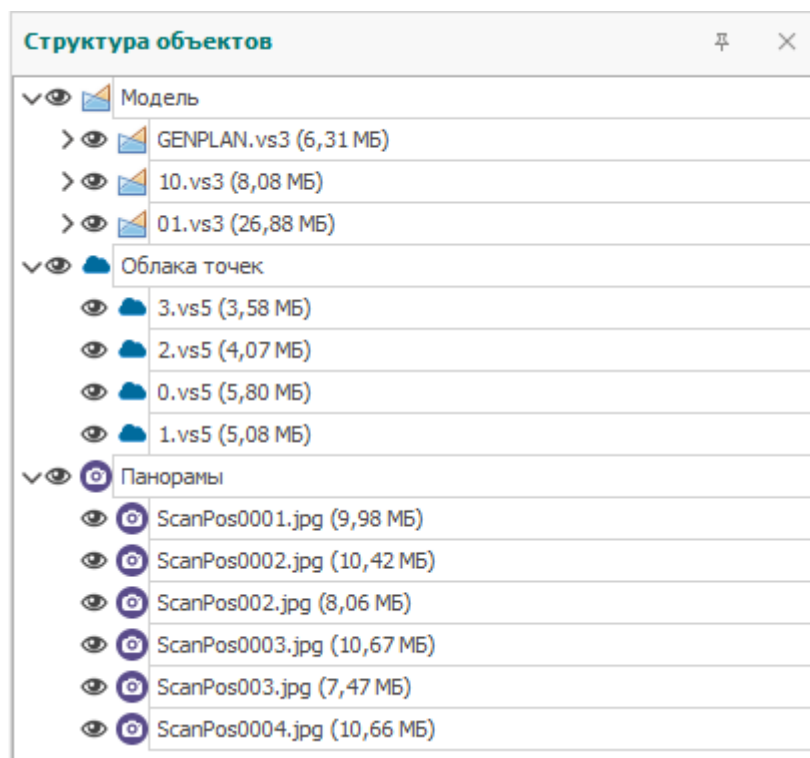 Структура объектов
Модель
GENPLAN.vs3 (6,31 МБ)
10.vs3 (8,08 МБ)
01.vs3 (26,88 МБ)
Облака точек
3.vs5 (3,58 МБ)
2.vs5 (4,07 МБ)
0.vs5 (5,80 МБ)
1.vs5 (5,08 МБ)
Панорамы
ScanPos0001.jpg (9,98 МБ)
ScanPos0002.jpg (10,42 МБ)
ScanPos002.jpg (8,06 МБ)
ScanPos0003.jpg (10,67 МБ)
ScanPos003.jpg (7,47 МБ)
ScanPos0004.jpg (10,66 МБ)